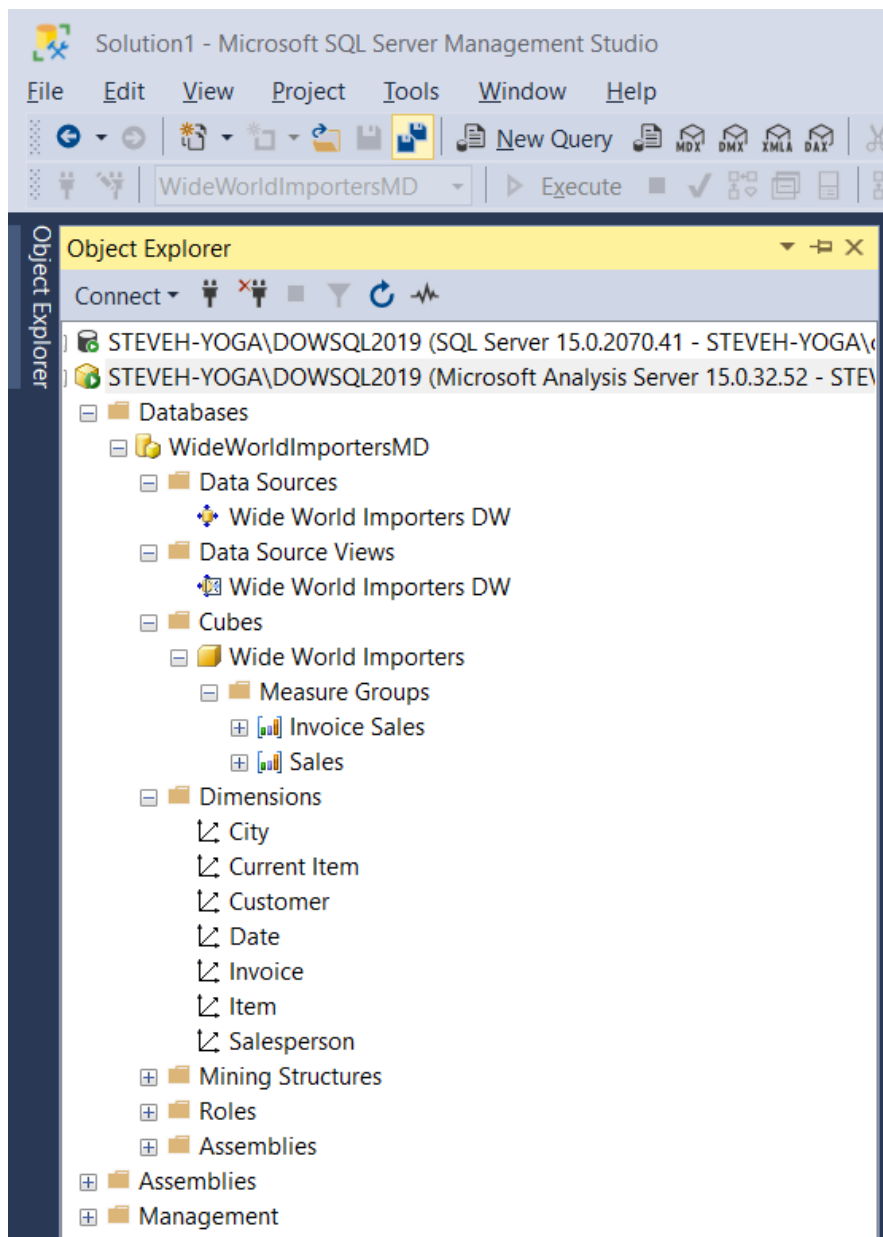 Solution1 - Microsoft SQL Server Management Studio
File Edit View Project Tools Window Help
New Query MDX DMX XMLA DAX
WideWorldImportersMD Execute
Object Explorer
Object Explorer
Connect
STEVEH-YOGA\DOWSQL2019 (SQL Server 15.0.2070.41 - STEVEH-YOGA\
STEVEH-YOGA\DOWSQL2019 (Microsoft Analysis Server 15.0.32.52 - STE
Databases
WideWorldImportersMD
Data Sources
Wide World Importers DW
Data Source Views
Wide World Importers DW
Cubes
Wide World Importers
Measure Groups
Invoice Sales
Sales
Dimensions
City
Current Item
Customer
Date
Invoice
Item
Salesperson
Mining Structures
Roles
Assemblies
Assemblies
Management